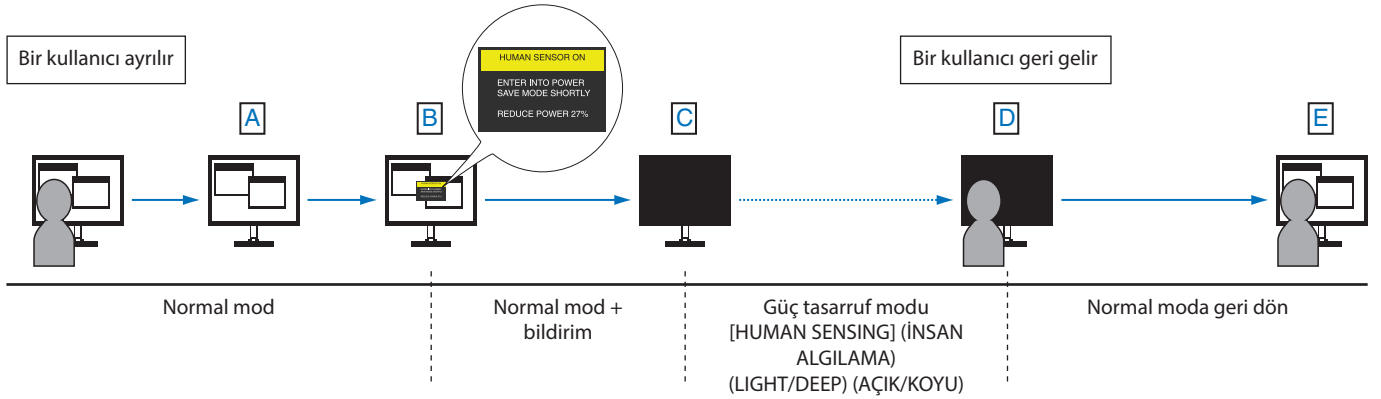 Bir kullanıcı ayrılır
HUMAN SENSOR ON
ENTER INTO POWER
SAVE MODE SHORTLY
REDUCE POWER 27%
Bir kullanıcı geri gelir
A
B
C
D
E
Normal mod
Normal mod +
bildirim
Güç tasarruf modu
[HUMAN SENSING] (İNSAN
ALGILAMA)
(LIGHT/DEEP) (AÇIK/KOYU)
Normal moda geri dön